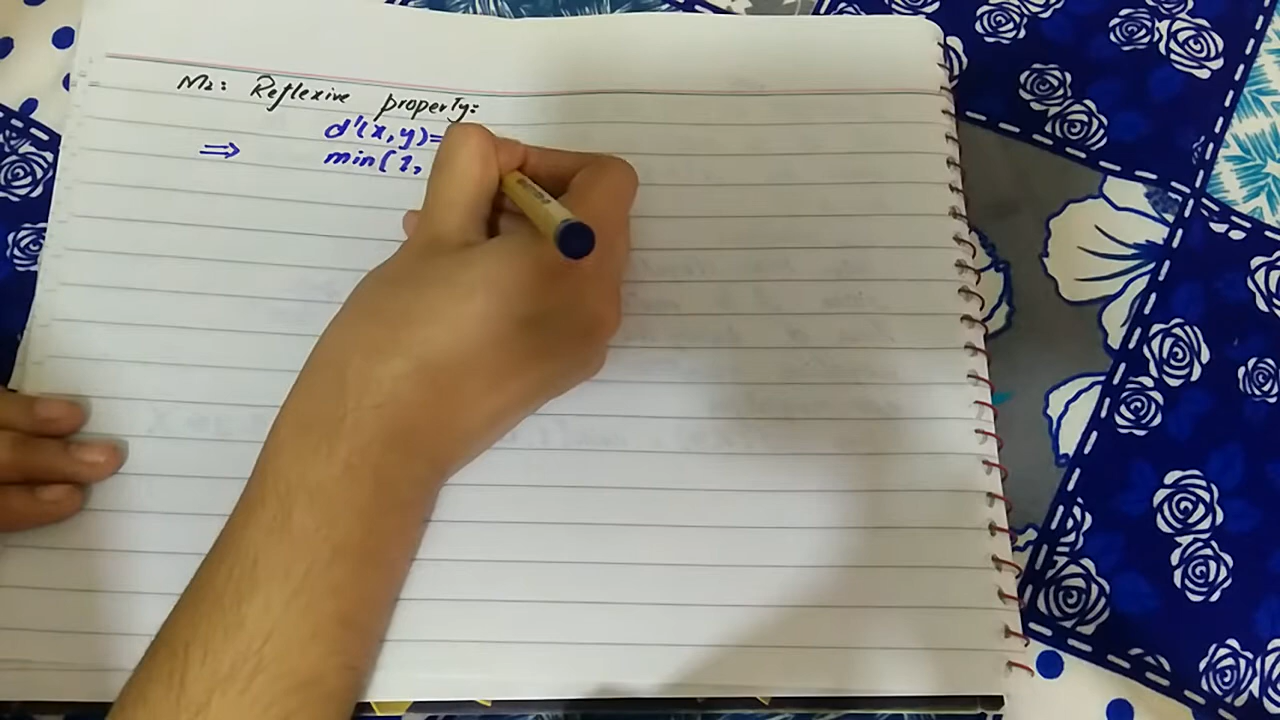 M2: Reflexive property:
d'(x,y)=
⇒ min(1,